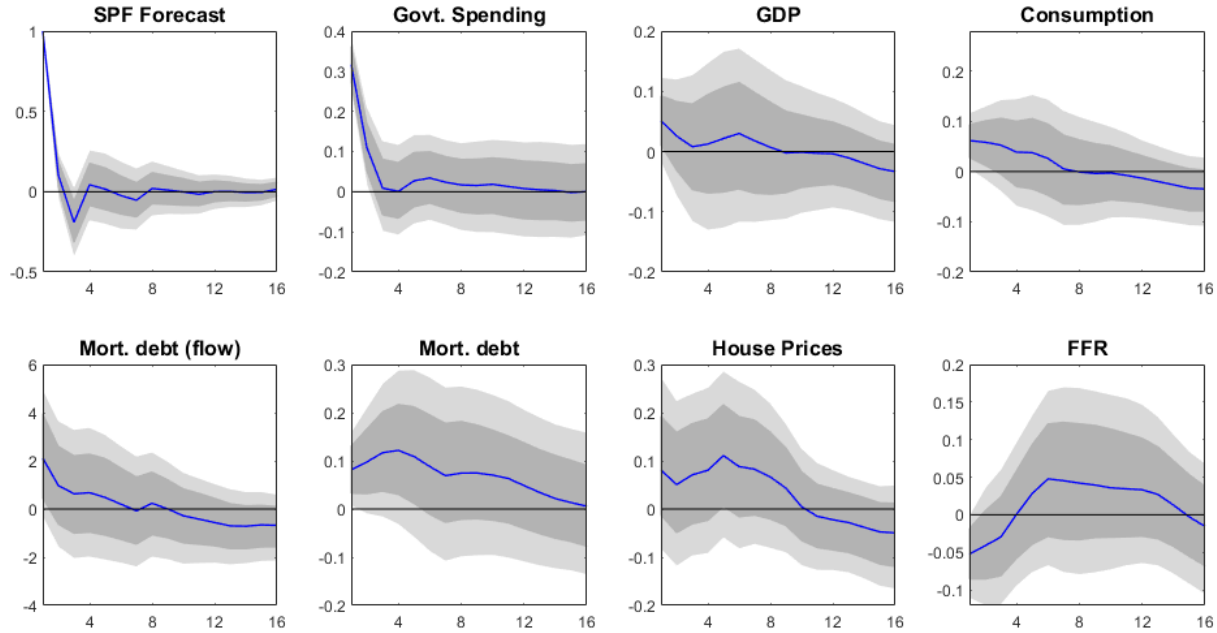 SPF Forecast
1
0.5
0
-0.5
4 8 12 16
Govt. Spending
0.4
0.3
0.2
0.1
0
-0.1
-0.2
4 8 12 16
GDP
0.2
0.1
0
-0.1
-0.2
4 8 12 16
Consumption
0.2
0.1
0
-0.1
-0.2
4 8 12 16
Mort. debt (flow)
6
4
2
0
-2
-4
4 8 12 16
Mort. debt
0.3
0.2
0.1
0
-0.1
-0.2
4 8 12 16
House Prices
0.3
0.2
0.1
0
-0.1
-0.2
4 8 12 16
FFR
0.2
0.15
0.1
0.05
0
-0.05
-0.1
4 8 12 16